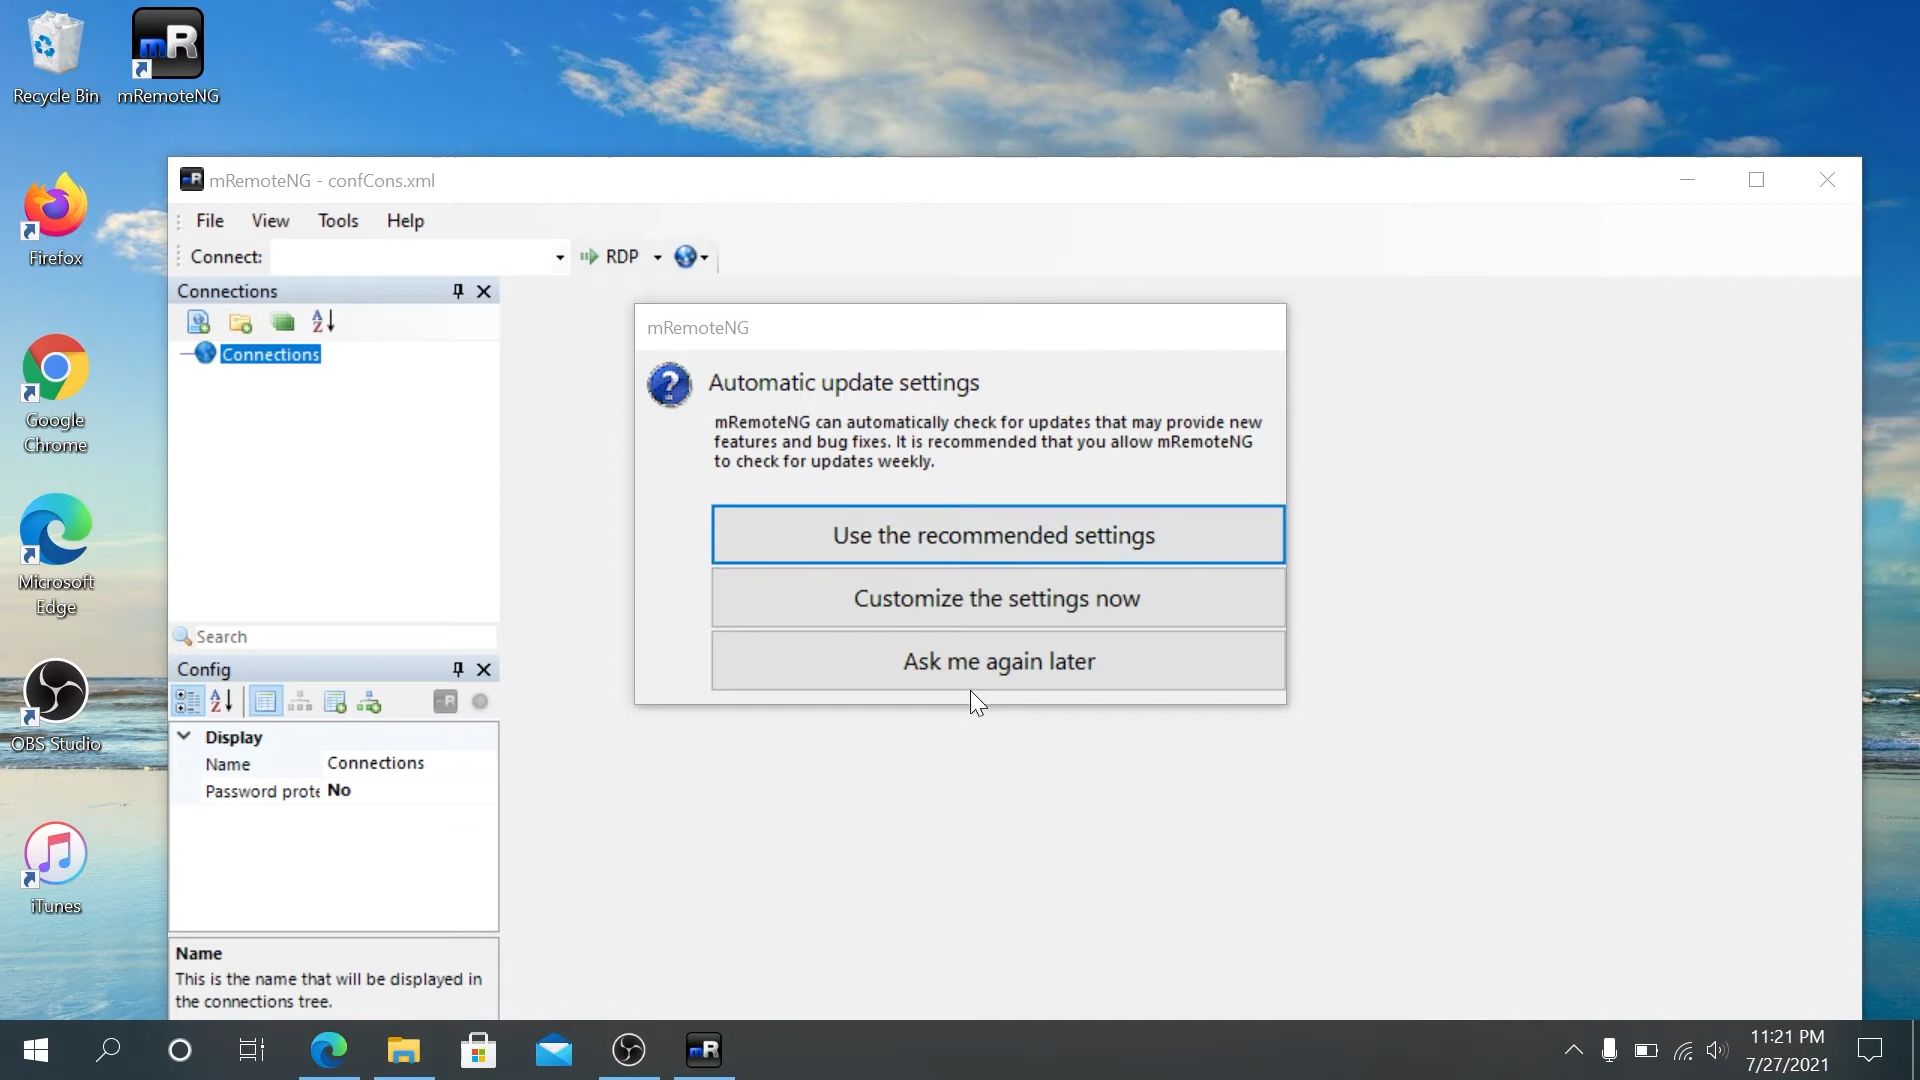 Recycle Bin
mRemoteNG
Firefox
Google
Chrome
Microsoft
Edge
OBS Studio
iTunes
mRemoteNG - confCons.xml
File View Tools Help
Connect: RDP
Connections
Connections
Search
Config
Display
Name Connections
Password prote No
Name
This is the name that will be displayed in
the connections tree.
mRemoteNG
Automatic update settings
mRemoteNG can automatically check for updates that may provide new
features and bug fixes. It is recommended that you allow mRemoteNG
to check for updates weekly.
Use the recommended settings
Customize the settings now
Ask me again later
11:21 PM
7/27/2021